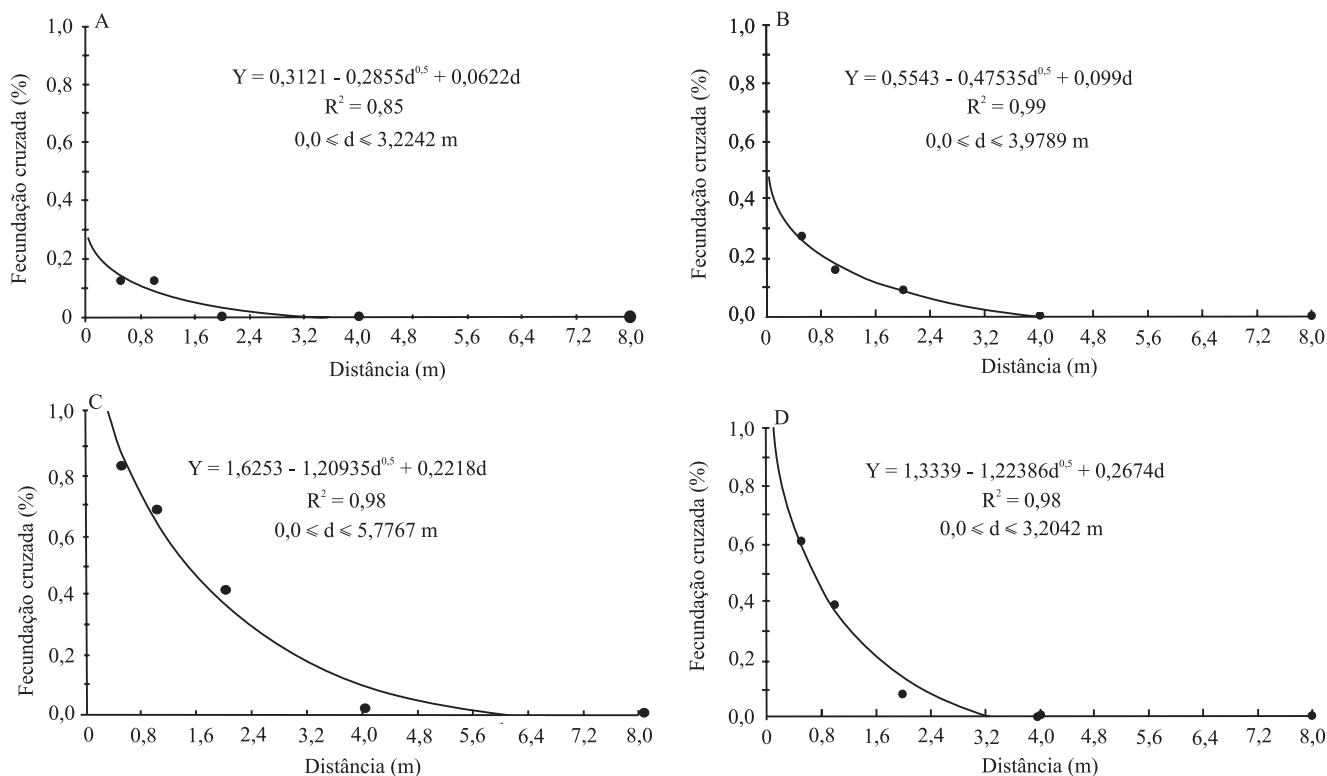 A
1,0
0,8
0,6
0,4
0,2
0
Fecundação cruzada (%)
Y = 0,3121 - 0,2855d^0,5 + 0,0622d
R² = 0,85
0,0 ⩽ d ⩽ 3,2242 m
0 0,8 1,6 2,4 3,2 4,0 4,8 5,6 6,4 7,2 8,0
Distância (m)
B
1,0
0,8
0,6
0,4
0,2
0,0
Fecundação cruzada (%)
Y = 0,5543 - 0,47535d^0,5 + 0,099d
R² = 0,99
0,0 ⩽ d ⩽ 3,9789 m
0 0,8 1,6 2,4 3,2 4,0 4,8 5,6 6,4 7,2 8,0
Distância (m)
C
1,0
0,8
0,6
0,4
0,2
0,0
Fecundação cruzada (%)
Y = 1,6253 - 1,20935d^0,5 + 0,2218d
R² = 0,98
0,0 ⩽ d ⩽ 5,7767 m
0 0,8 1,6 2,4 3,2 4,0 4,8 5,6 6,4 7,2 8,0
Distância (m)
D
1,0
0,8
0,6
0,4
0,2
0,0
Fecundação cruzada (%)
Y = 1,3339 - 1,22386d^0,5 + 0,2674d
R² = 0,98
0,0 ⩽ d ⩽ 3,2042 m
0 0,8 1,6 2,4 3,2 4,0 4,8 5,6 6,4 7,2 8,0
Distância (m)